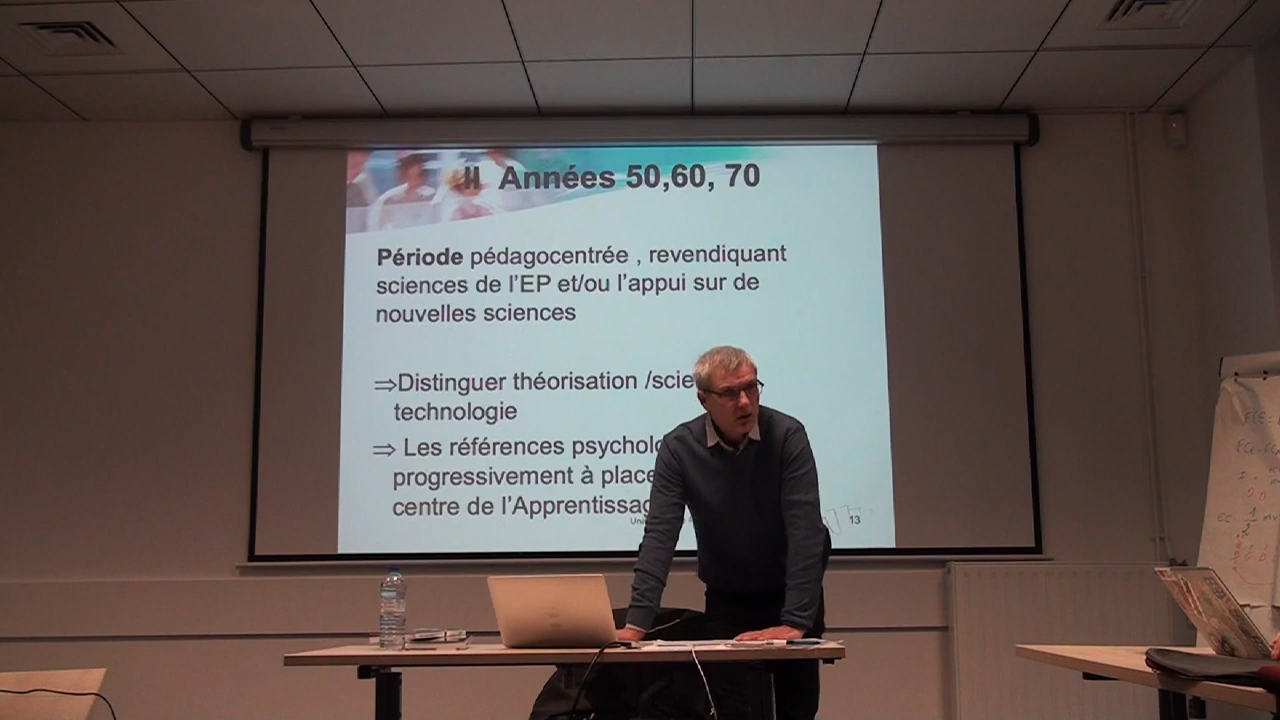 II Années 50,60, 70
Période pédagocentrée , revendiquant
sciences de l'EP et/ou l'appui sur de
nouvelles sciences
⇒Distinguer théorisation /scie
technologie
⇒ Les références psycholo
progressivement à place
centre de l'Apprentissag
13